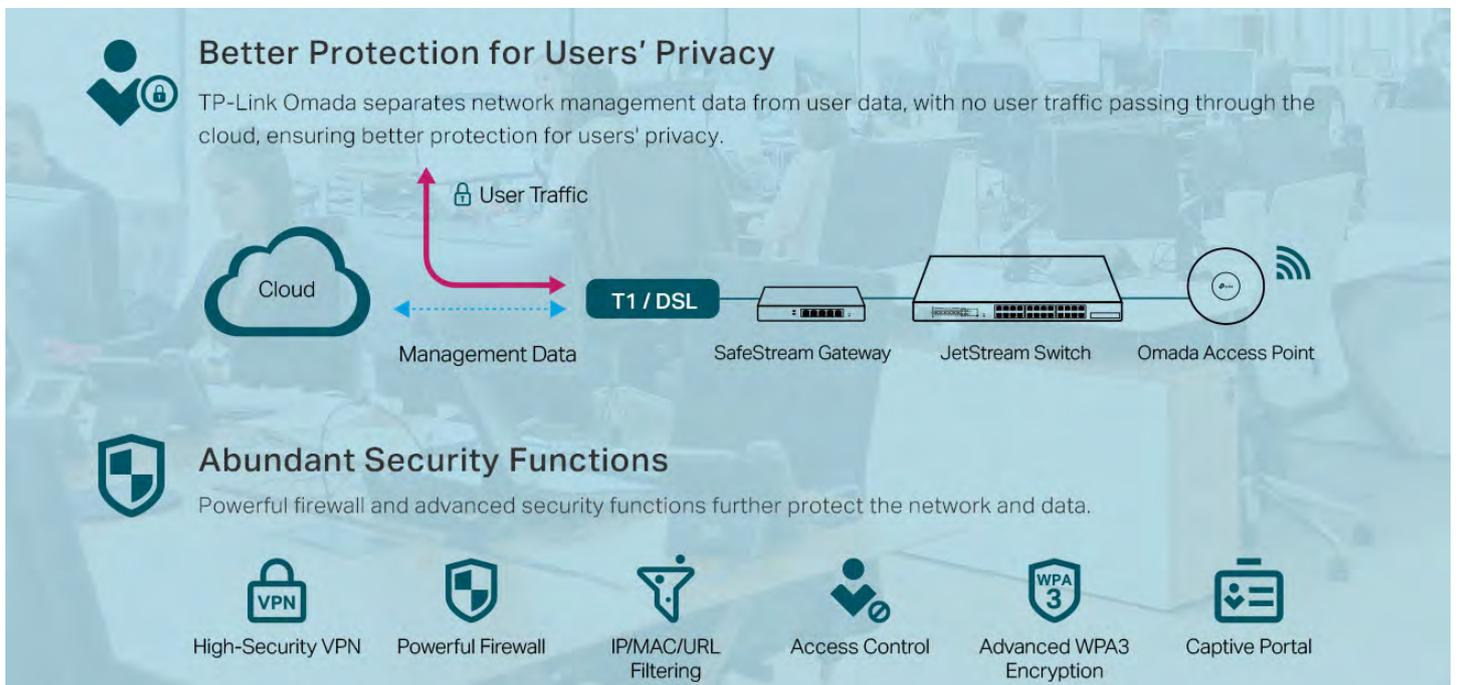 Better Protection for Users' Privacy
TP-Link Omada separates network management data from user data, with no user traffic passing through the
cloud, ensuring better protection for users' privacy.
User Traffic
Cloud
T1 / DSL
Management Data
SafeStream Gateway
JetStream Switch
Omada Access Point
Abundant Security Functions
Powerful firewall and advanced security functions further protect the network and data.
VPN
WPA
3
High-Security VPN
Powerful Firewall
IP/MAC/URL
Filtering
Access Control
Advanced WPA3
Encryption
Captive Portal